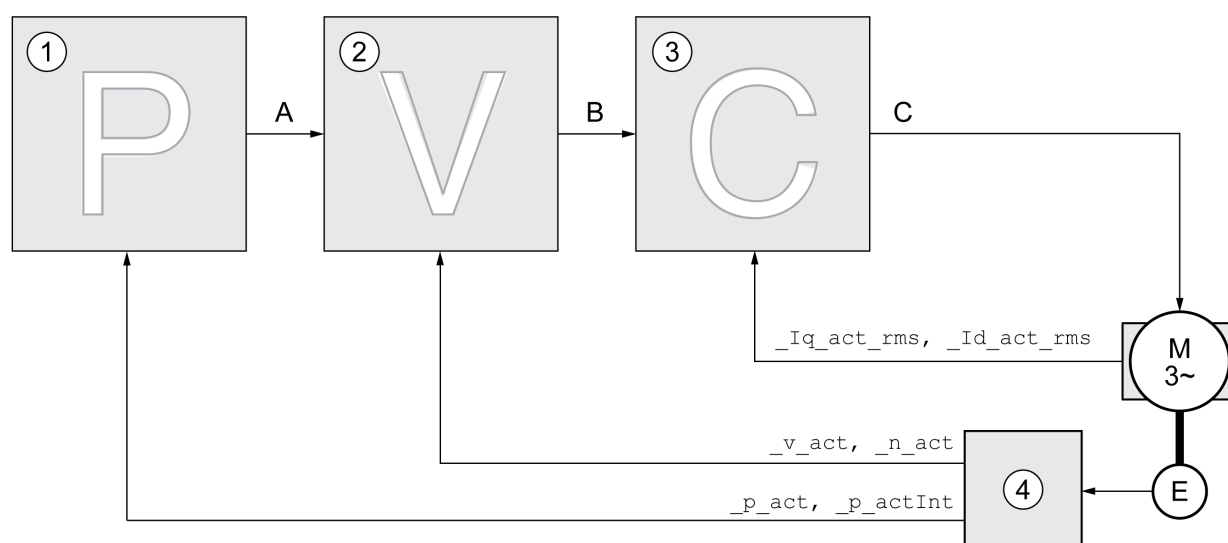 1
P
A
2
V
B
3
C
C
_Iq_act_rms, _Id_act_rms
M
3~
_v_act, _n_act
_p_act, _p_actInt
4
E